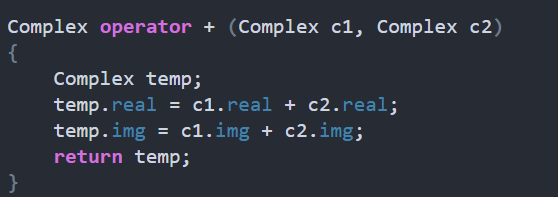 Complex operator + (Complex c1, Complex c2)
{
    Complex temp;
    temp.real = c1.real + c2.real;
    temp.img = c1.img + c2.img;
    return temp;
}